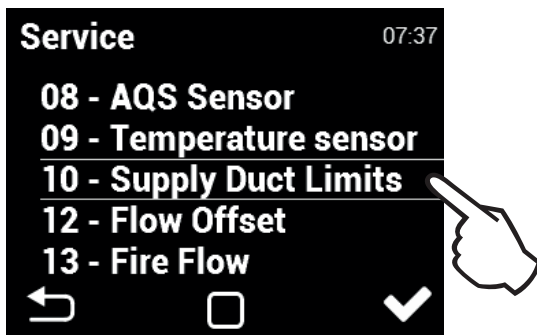 Service 07:37
08 - AQS Sensor
09 - Temperature sensor
10 - Supply Duct Limits
12 - Flow Offset
13 - Fire Flow